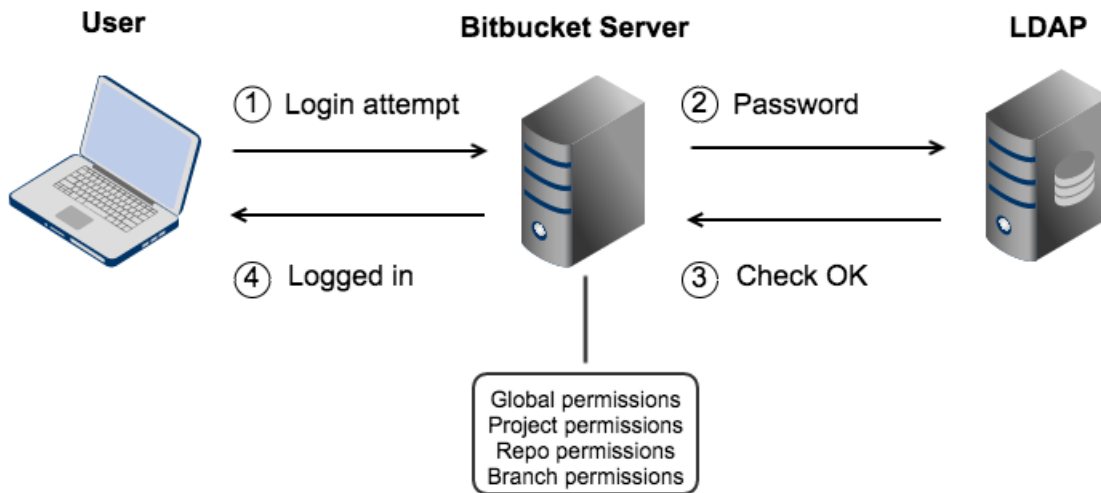 User
Bitbucket Server
LDAP
1 Login attempt
2 Password
4 Logged in
3 Check OK
Global permissions
Project permissions
Repo permissions
Branch permissions